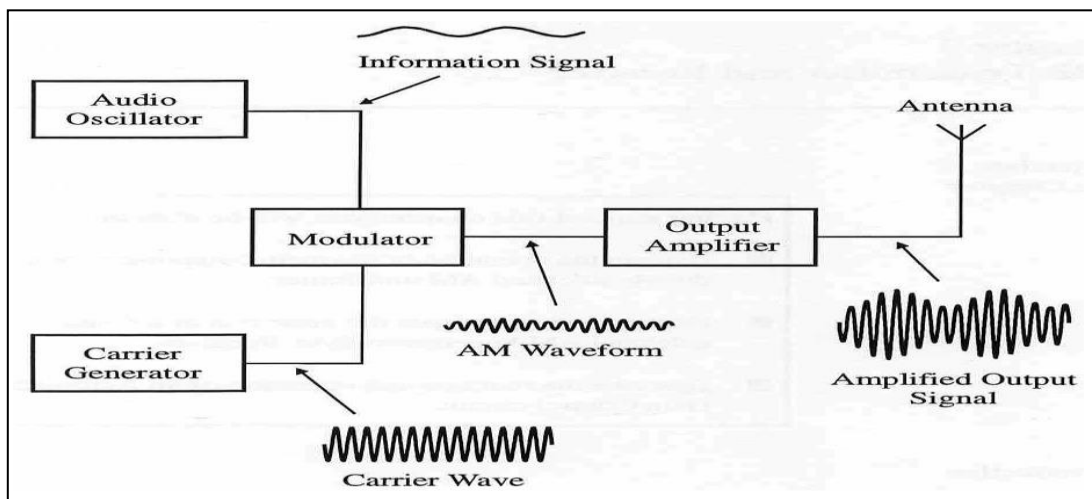 Information Signal
Audio
Oscillator
Antenna
Modulator
Output
Amplifier
AM Waveform
Carrier
Generator
Amplified Output
Signal
Carrier Wave